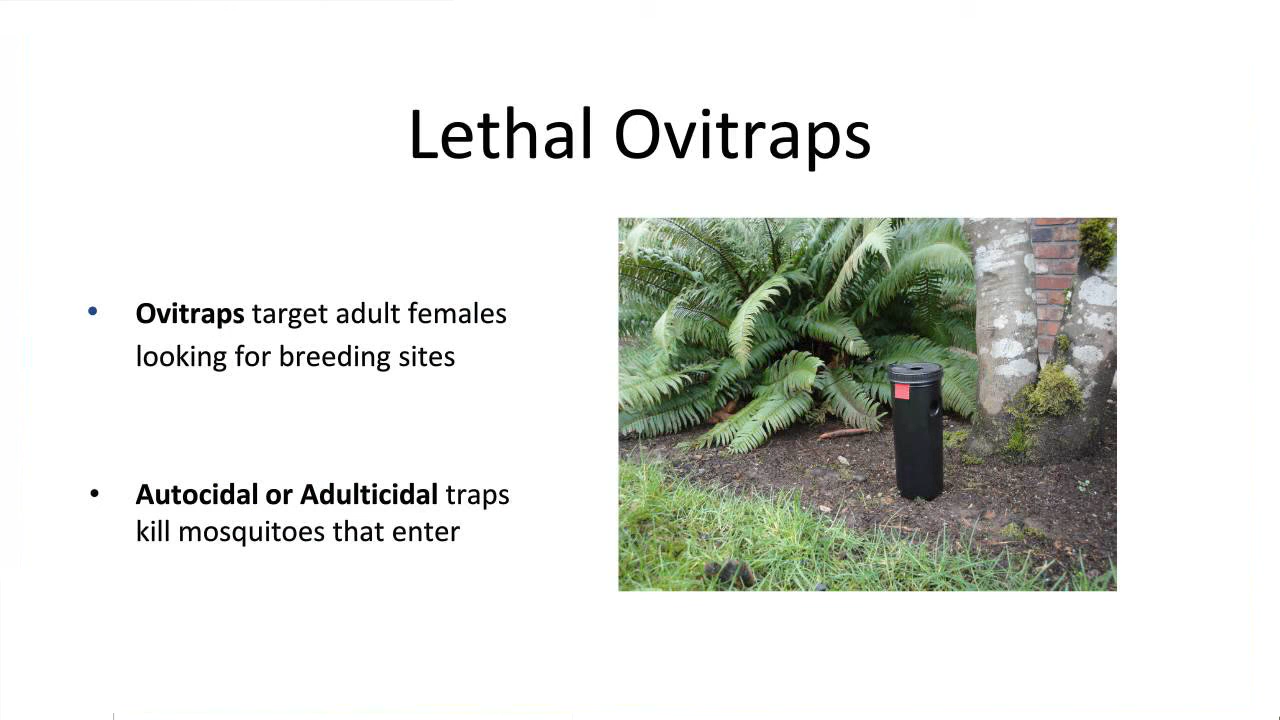 Lethal Ovitraps
• Ovitraps target adult females
looking for breeding sites
• Autocidal or Adulticidal traps
kill mosquitoes that enter